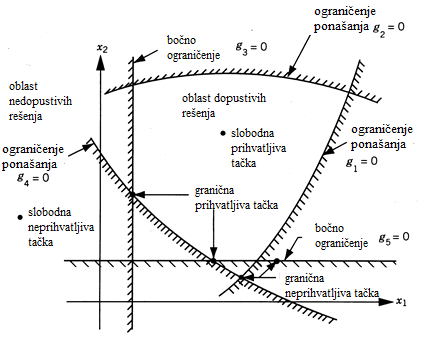 ograničenje
ponašanja g2 = 0
bočno
ograničenje
g3 = 0
x2
oblast
nedopustivih
rešenja
oblast dopustivih
rešenja
slobodna
prihvatljiva
tačka
ograničenje
ponašanja
g1 = 0
ograničenje
ponašanja
g4 = 0
granična
prihvatljiva tačka
slobodna
neprihvatljiva
tačka
bočno
ograničenje
g5 = 0
granična
neprihvatljiva tačka
x1